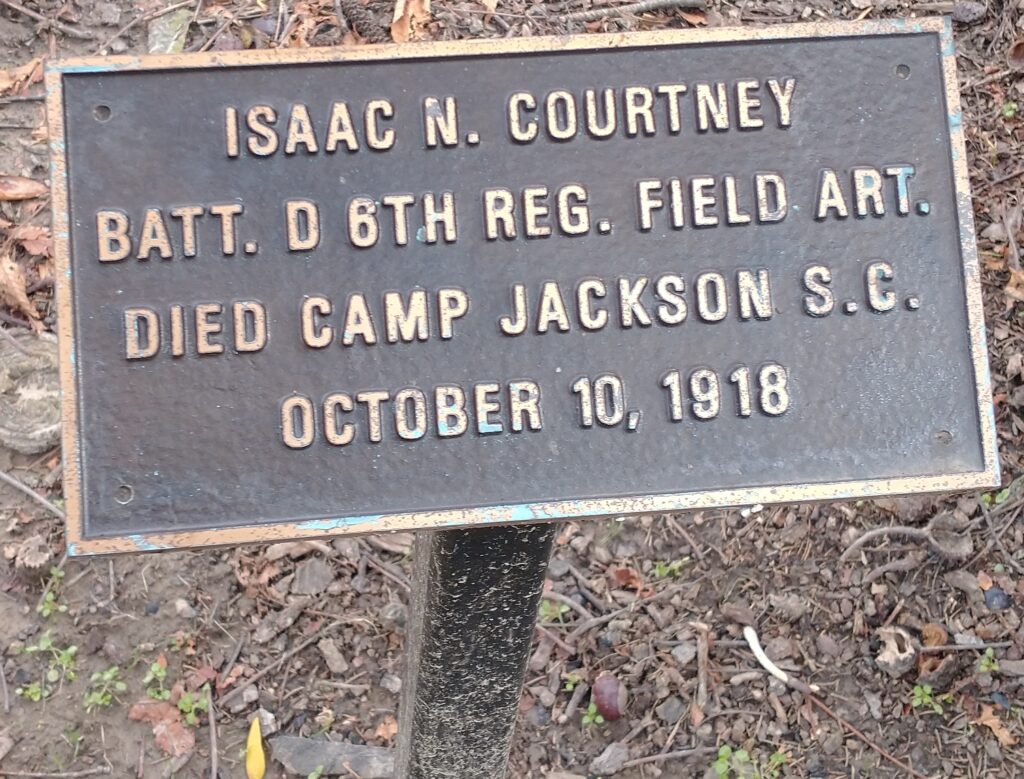 ISAAC N. COURTNEY
BATT. D 6TH REG. FIELD ART.
DIED CAMP JACKSON S.C.
OCTOBER 10, 1918